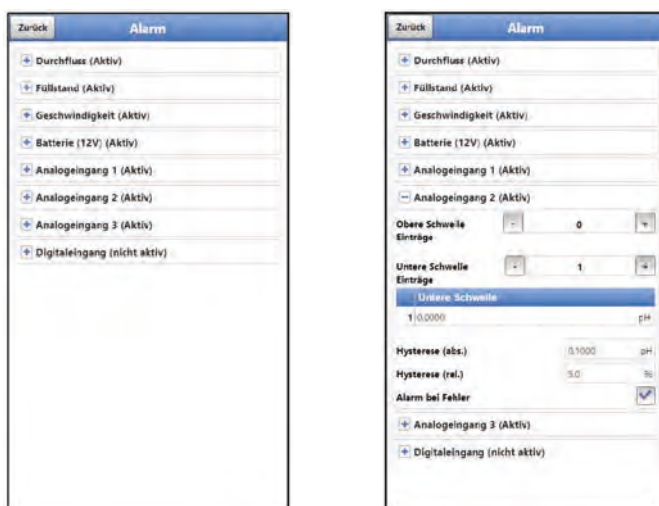 Zurück Alarm
+ Durchfluss (Aktiv)
+ Füllstand (Aktiv)
+ Geschwindigkeit (Aktiv)
+ Batterie (12V) (Aktiv)
+ Analogeingang 1 (Aktiv)
+ Analogeingang 2 (Aktiv)
+ Analogeingang 3 (Aktiv)
+ Digitaleingang (nicht aktiv)
Zurück Alarm
+ Durchfluss (Aktiv)
+ Füllstand (Aktiv)
+ Geschwindigkeit (Aktiv)
+ Batterie (12V) (Aktiv)
+ Analogeingang 1 (Aktiv)
- Analogeingang 2 (Aktiv)
Obere Schwelle - 0 +
Einträge
Untere Schwelle - 1 +
Einträge
Untere Schwelle
1 0.0000 pH
Hysterese (abs.) 0.1000 pH
Hysterese (rel.) 5.0 %
Alarm bei Fehler
+ Analogeingang 3 (Aktiv)
+ Digitaleingang (nicht aktiv)